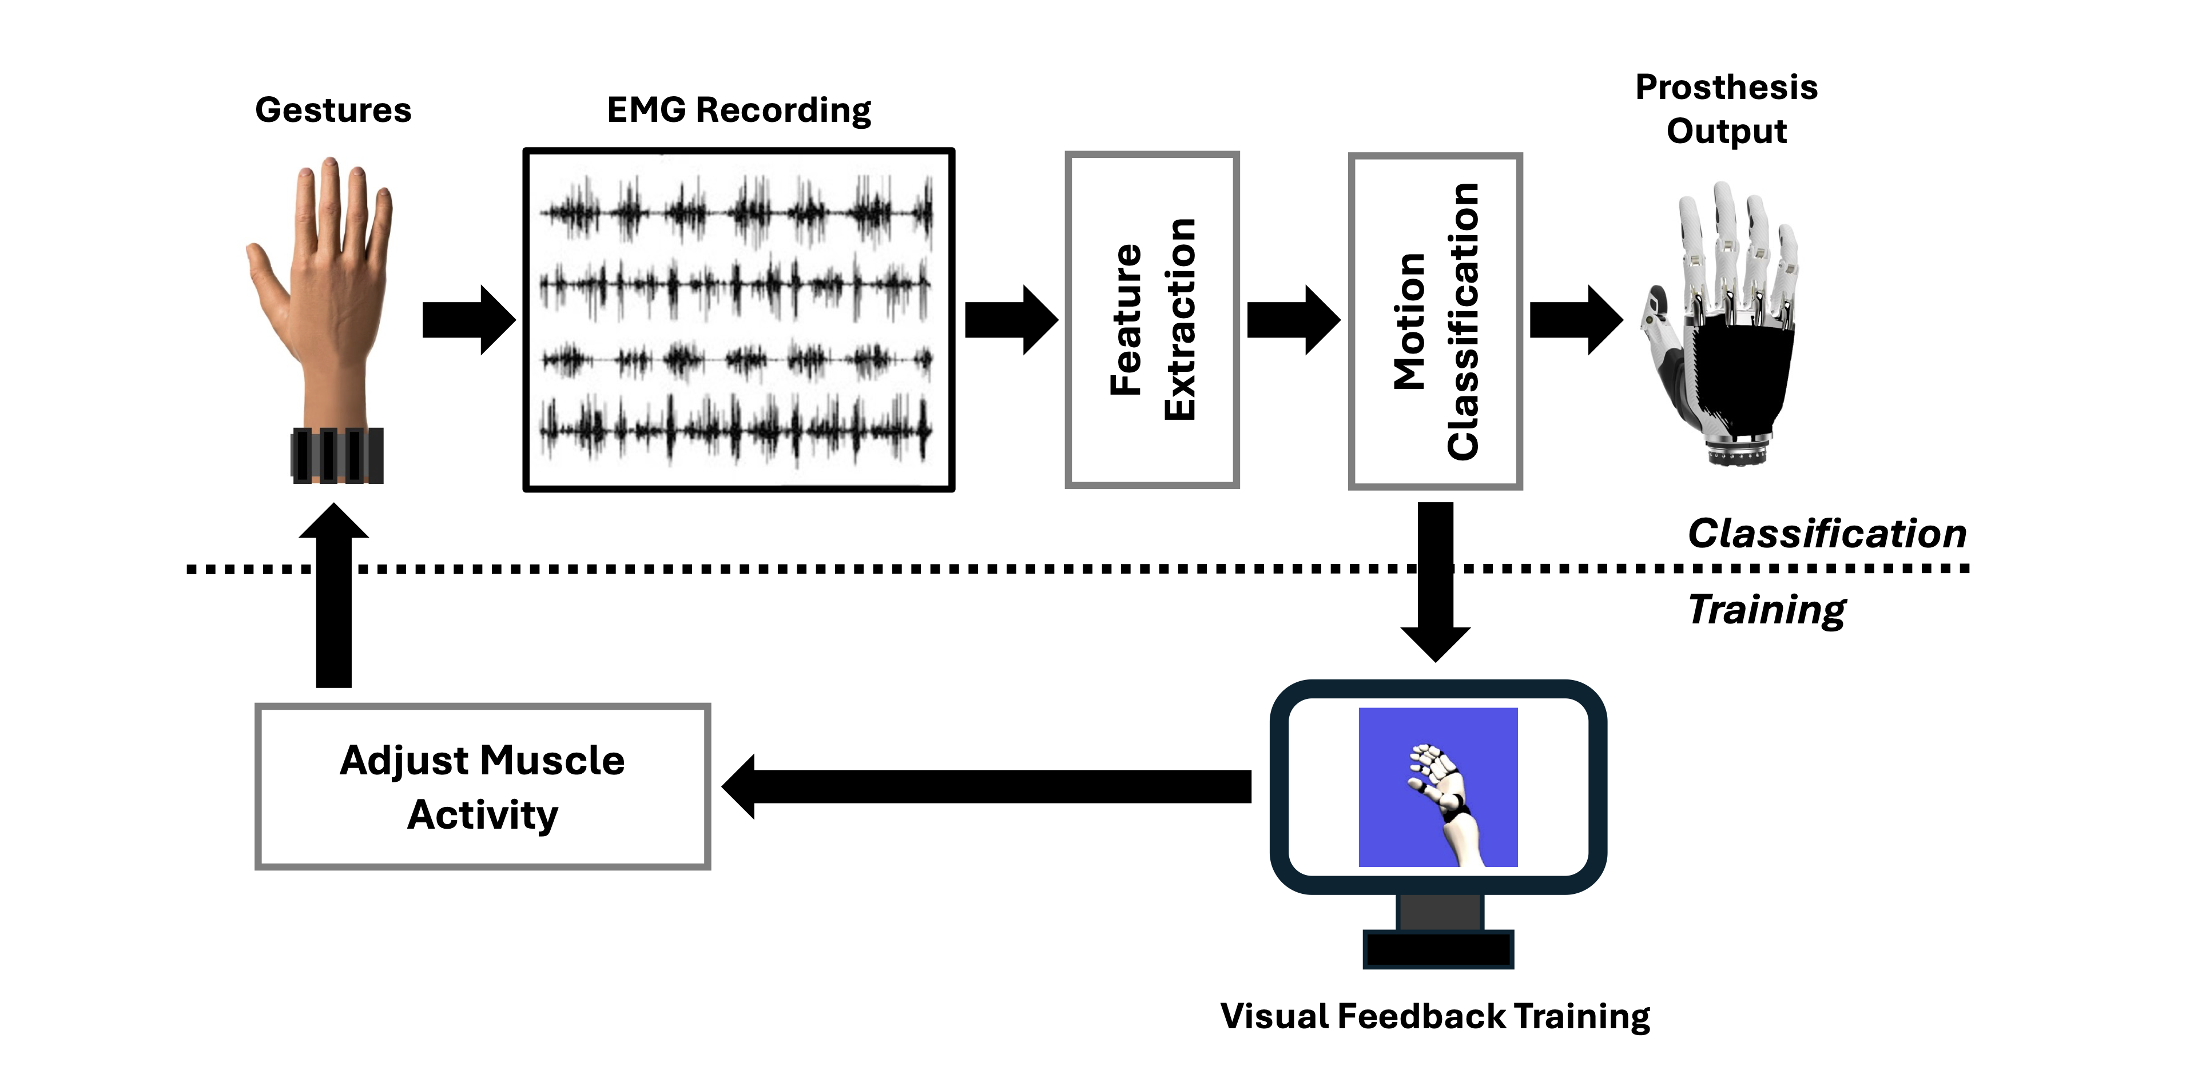 Gestures
EMG Recording
Feature
Extraction
Motion
Classification
Prosthesis
Output
Classification
Training
Adjust Muscle
Activity
Visual Feedback Training